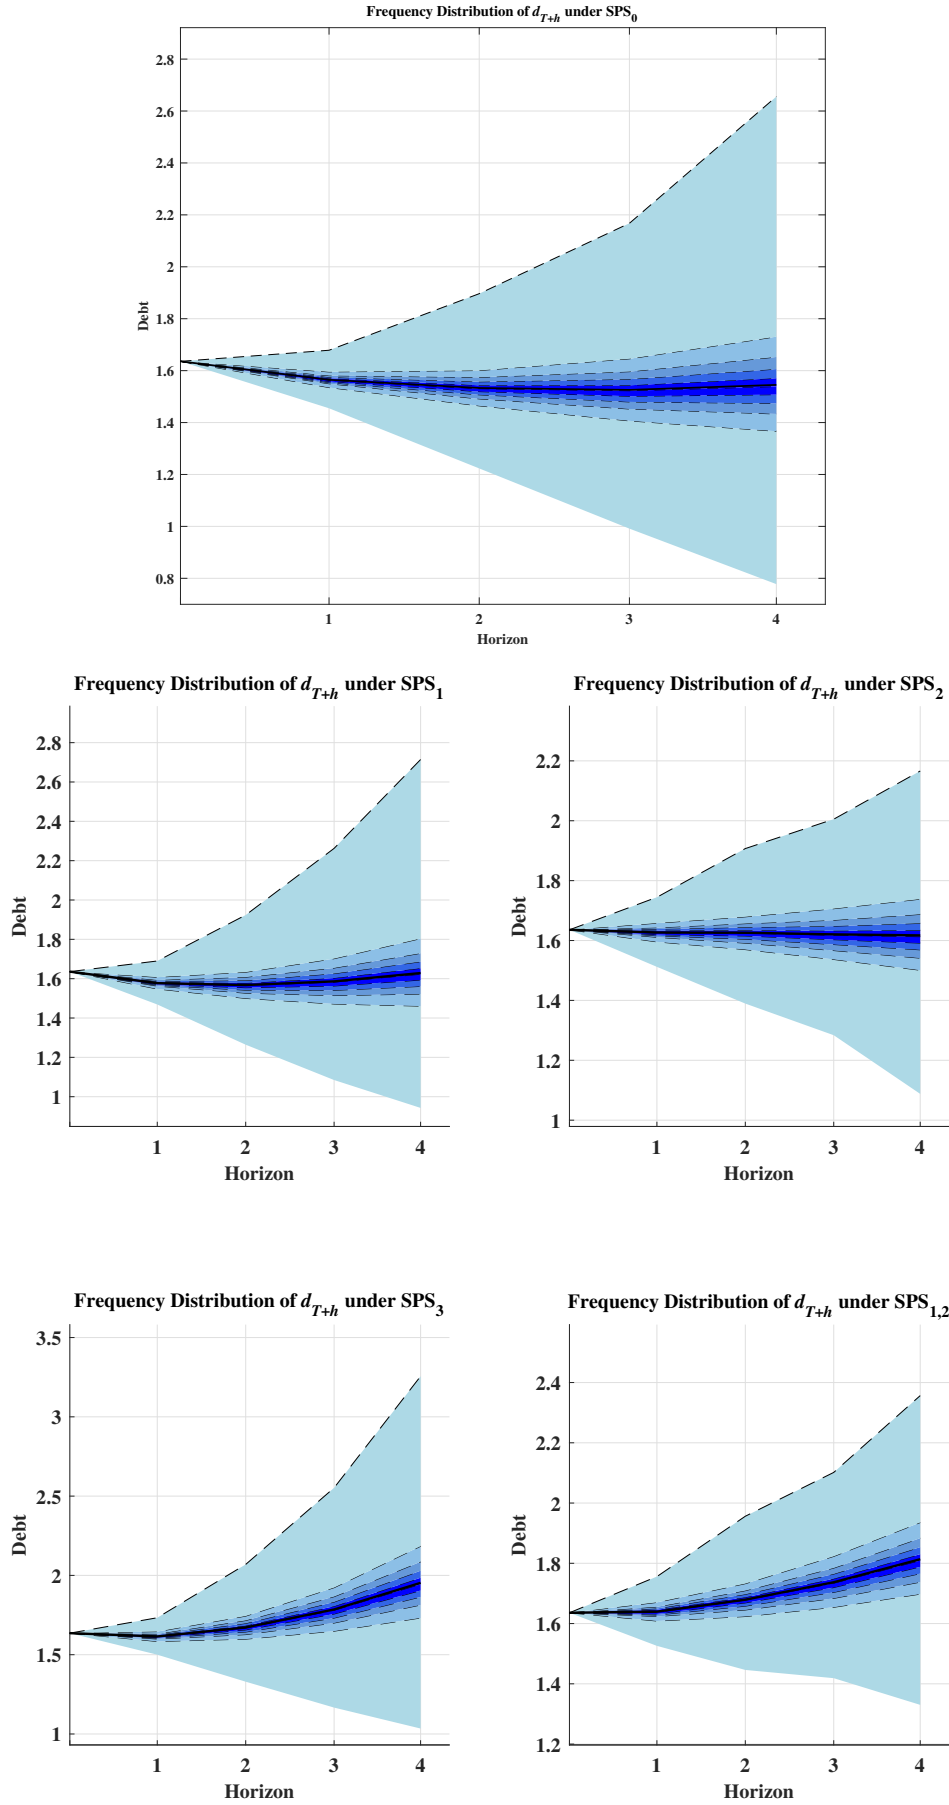 Frequency Distribution of d_{T+h} under SPS_0
2.8
2.6
2.4
2.2
2
1.8
1.6
1.4
1.2
1
0.8
Debt
1 2 3 4
Horizon
Frequency Distribution of d_{T+h} under SPS_1
2.8
2.6
2.4
2.2
2
1.8
1.6
1.4
1.2
1
Debt
1 2 3 4
Horizon
Frequency Distribution of d_{T+h} under SPS_2
2.2
2
1.8
1.6
1.4
1.2
1
Debt
1 2 3 4
Horizon
Frequency Distribution of d_{T+h} under SPS_3
3.5
3
2.5
2
1.5
1
Debt
1 2 3 4
Horizon
Frequency Distribution of d_{T+h} under SPS_{1,2}
2.4
2.2
2
1.8
1.6
1.4
1.2
Debt
1 2 3 4
Horizon